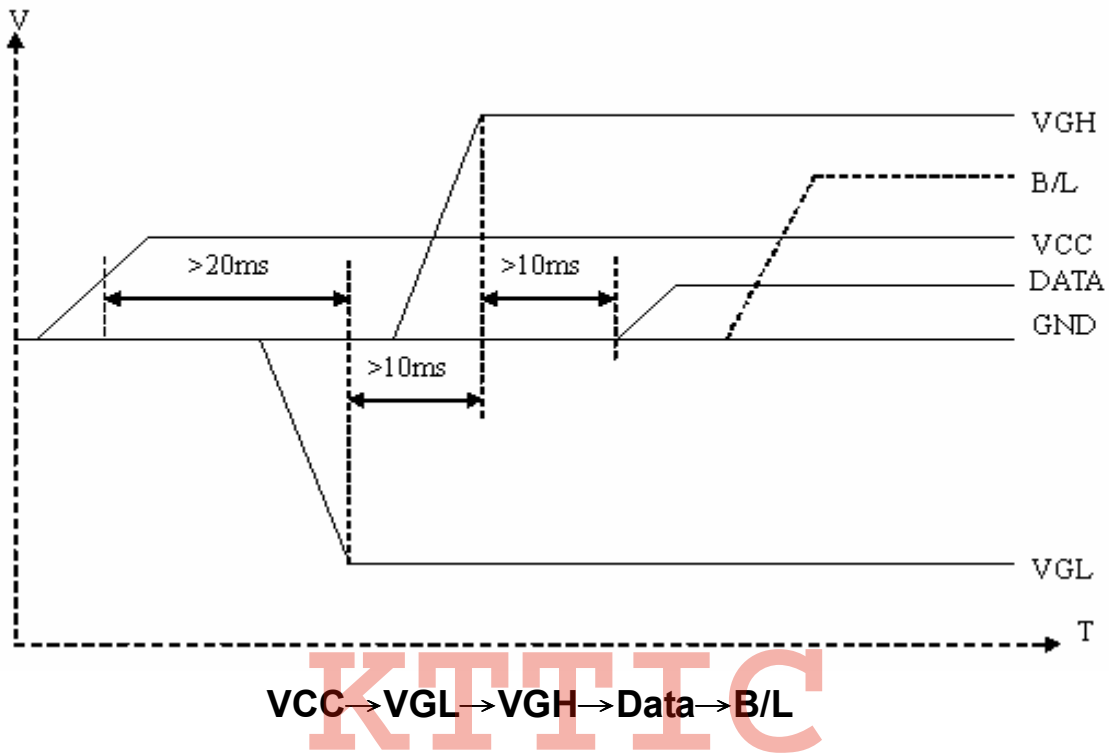 V
VGH
B/L
VCC
>20ms
>10ms
DATA
GND
>10ms
VGL
T
KTTIC
VCC→VGL→VGH→Data→B/L